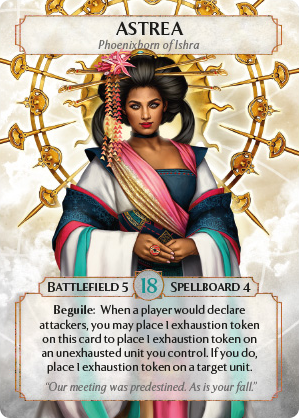 ASTREA
Phoenixborn of Ishra
BATTLEFIELD 5 18 SPELLBOARD 4
Beguile: When a player would declare
attackers, you may place 1 exhaustion token
on this card to place 1 exhaustion token on
an unexhausted unit you control. If you do,
place 1 exhaustion token on a target unit.
"Our meeting was predestined. As is your fall."